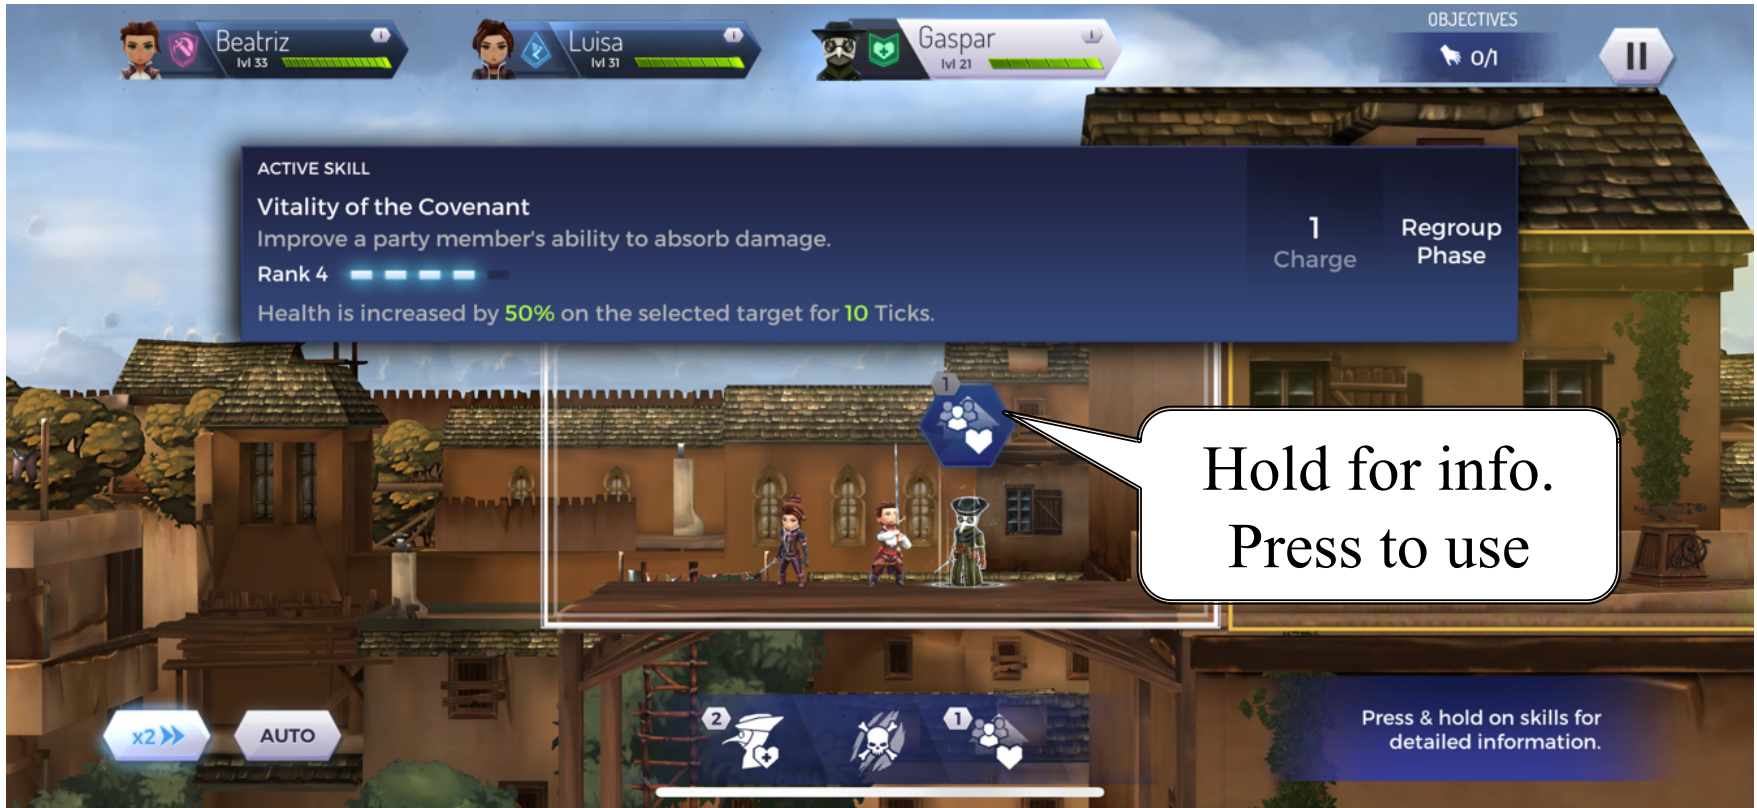 Beatriz
lvl 33
I
Luisa
lvl 31
I
Gaspar
lvl 21
I
OBJECTIVES
0/1
ACTIVE SKILL
Vitality of the Covenant
Improve a party member's ability to absorb damage.
Rank 4
Health is increased by 50% on the selected target for 10 Ticks.
1
Charge
Regroup
Phase
1
Hold for info.
Press to use
x2
AUTO
2
1
Press & hold on skills for
detailed information.